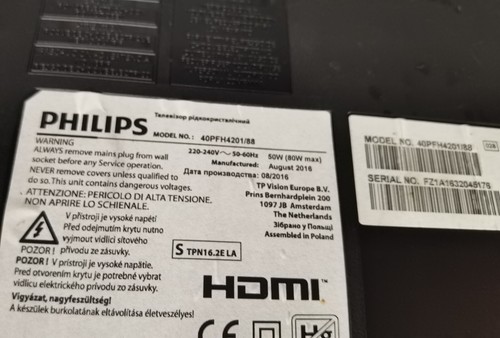 Телевізор рідкокристалічний
PHILIPS
MODEL NO. : 40PFH4201/88
WARNING
220-240V~ 50-60Hz 50W (80W max)
ALWAYS remove mains plug from wall
Manufactured: August 2016
socket before any Service operation.
Дата производства: 08/2016
NEVER remove covers unless qualified to
do so. This unit contains dangerous voltages.
TP Vision Europe B.V.
Prins Bernhardplein 200
1097 JB Amsterdam
The Netherlands
Зібрано у Польщі
Assembled in Poland
ATTENZIONE: PERICOLO DI ALTA TENSIONE.
NON APRIRE LO SCHIENALE.
V přístroji je vysoké napětí
Před odejmutím krytu nutno
vyjmout vidlici síťového
POZOR ! přívodu ze zásuvky.
S TPN16.2E LA
POZOR ! V prístroji je vysoké napätie.
Pred otvorením krytu je potrebné vybrat
vidlicu elektrického prívodu zo zásuvky.
Vigyázat, nagyfeszültség!
A készülek burkolatának eltávolítása életveszélyes!
HDMI™
CE
Hg
MODEL NO. 40PFH4201/88
SERIAL NO. FZ1A1632048176